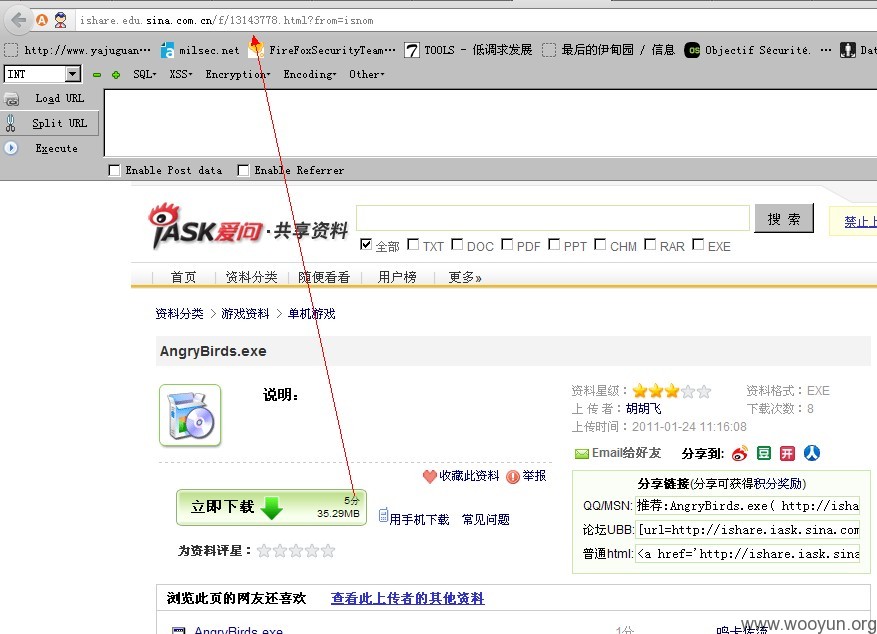 ishare.edu.sina.com.cn/f/13143778.html?from=isnom
http://www.yajuguan··· milsec.net FireFoxSecurityTeam··· TOOLS - 低调求发展 最后的伊甸园 / 信息 OS Objectif Sécurité. ··· Dat
INT SQL· XSS· Encryption· Encoding· Other·
Load URL
Split URL
Execute
Enable Post data Enable Referrer
iASK爱问·共享资料 搜 索 禁止上
全部 TXT DOC PDF PPT CHM RAR EXE
首页 资料分类 随便看看 用户榜 更多»
资料分类 > 游戏资料 > 单机游戏
AngryBirds.exe
说明：
资料星级： 资料格式：EXE
上 传 者：胡胡飞 下载次数：8
上传时间：2011-01-24 11:16:08
Email给好友 分享到: 豆 开 人
收藏此资料 举报
分享链接(分享可获得积分奖励)
QQ/MSN: 推荐:AngryBirds.exe( http://isha
论坛UBB: [url=http://ishare.iask.sina.com
普通html: <a href='http://ishare.iask.sina
立即下载 5分
35.29MB
用手机下载 常见问题
为资料评星：
浏览此页的网友还喜欢 查看此上传者的其他资料
AngryBirds.exe 1分 鸣卡佐流
www.wooyun.org